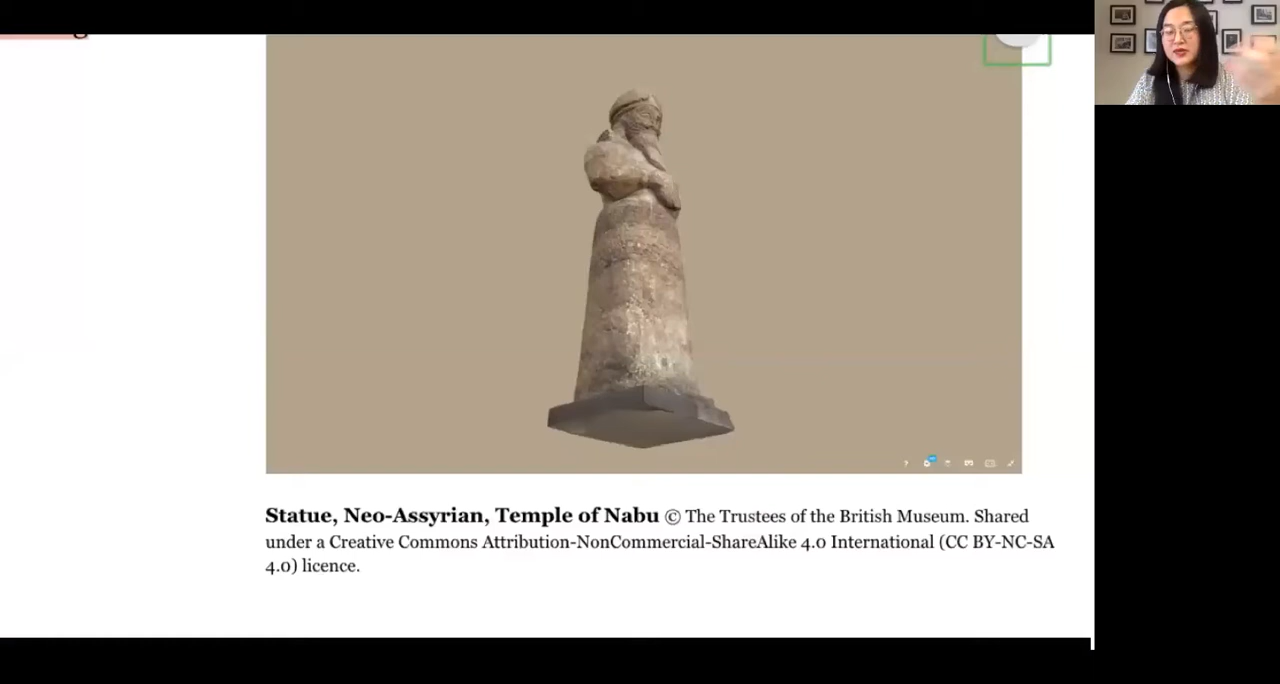 Statue, Neo-Assyrian, Temple of Nabu © The Trustees of the British Museum. Shared
under a Creative Commons Attribution-NonCommercial-ShareAlike 4.0 International (CC BY-NC-SA
4.0) licence.